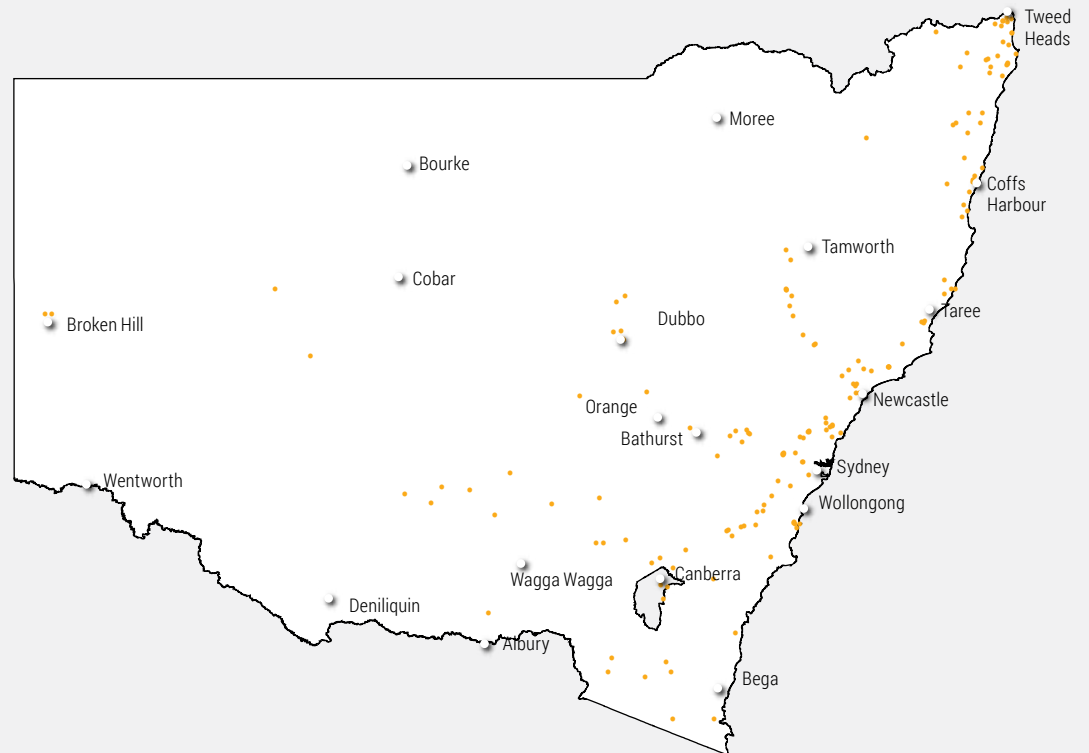 Tweed
Heads
Moree
Bourke
Coffs
Harbour
Tamworth
Cobar
Taree
Dubbo
Broken Hill
Newcastle
Orange
Bathurst
Sydney
Wentworth
Wollongong
Canberra
Wagga Wagga
Deniliquin
Albury
Bega